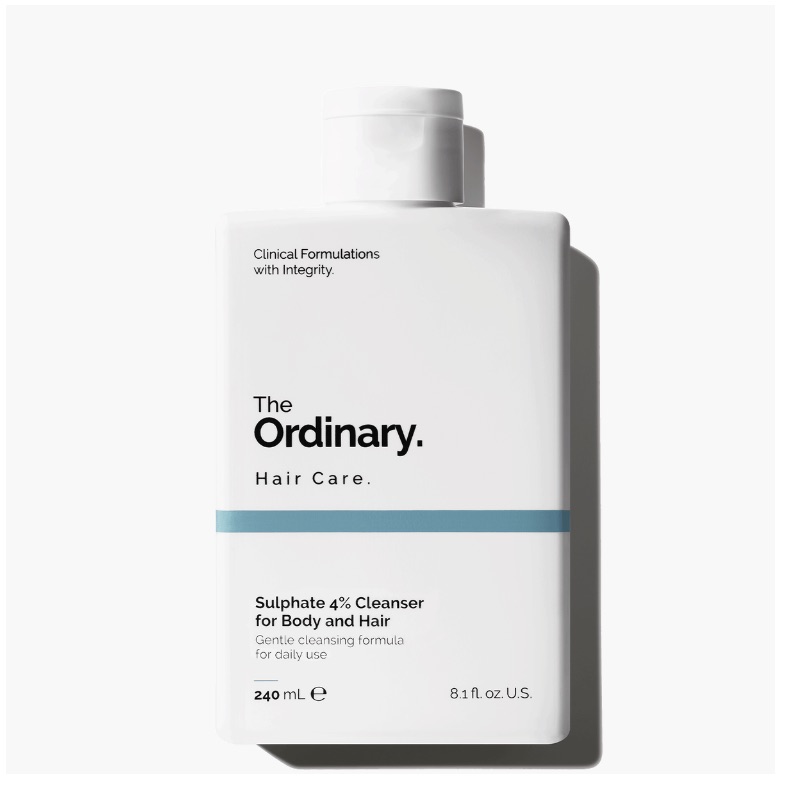 Clinical Formulations
with Integrity.
The
Ordinary.
Hair Care.
Sulphate 4% Cleanser
for Body and Hair
Gentle cleansing formula
for daily use
240 mL ℮
8.1 fl. oz. U.S.